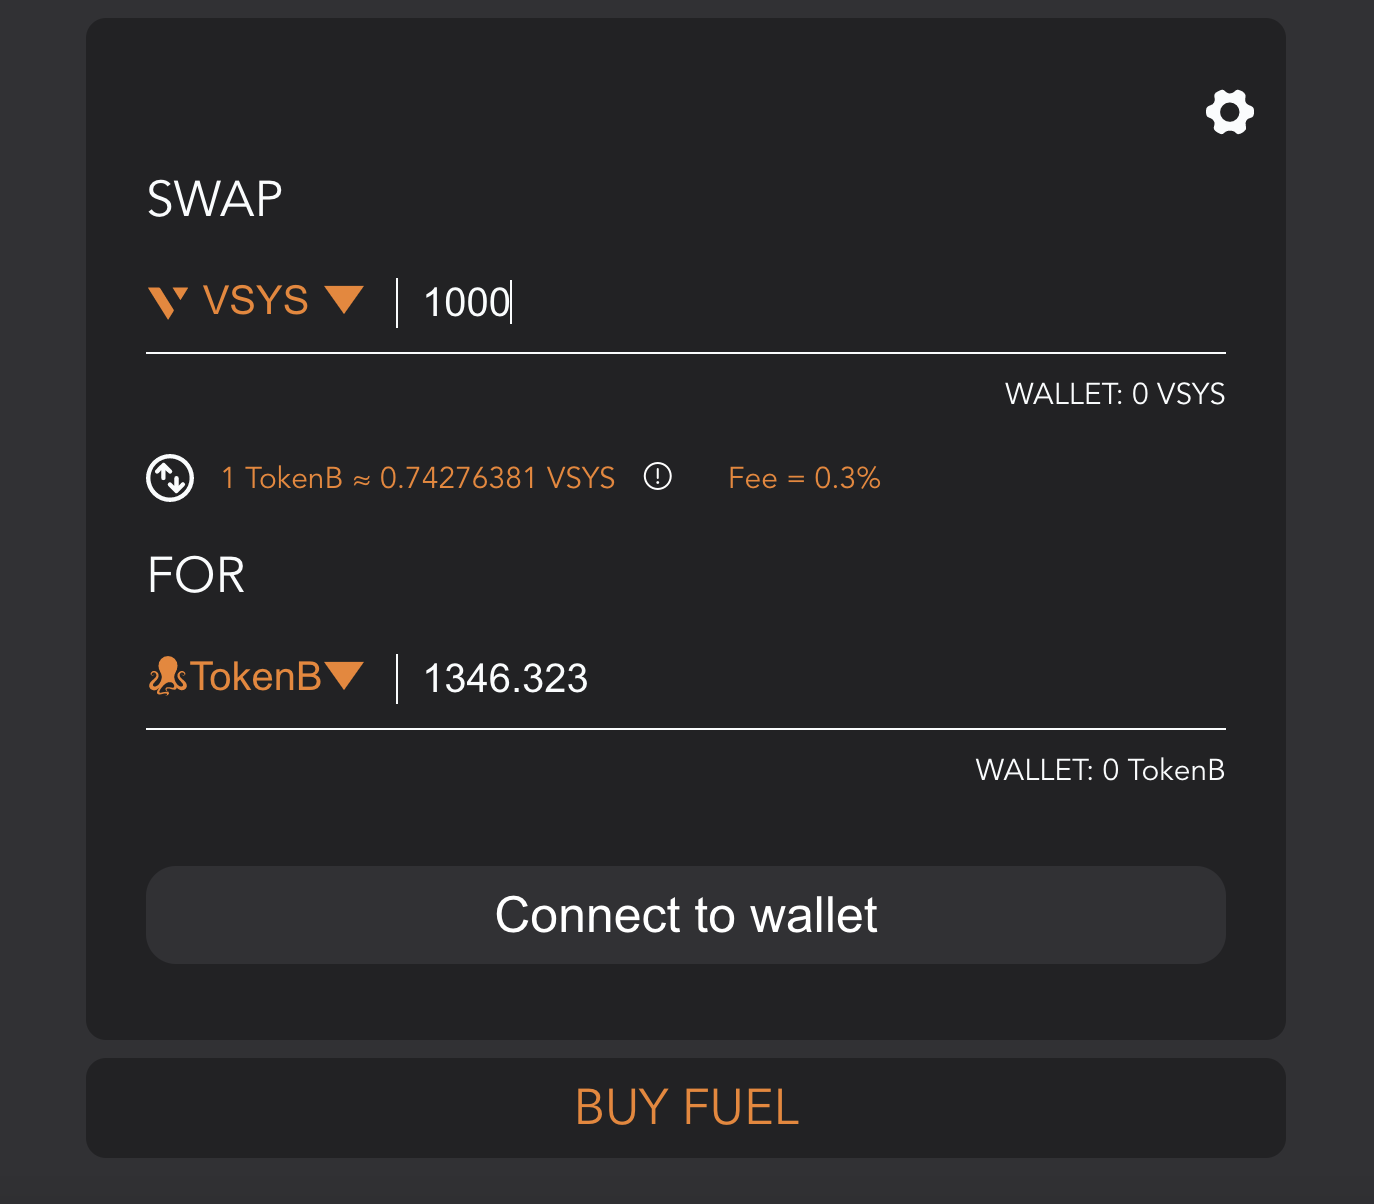 SWAP
VSYS 1000
WALLET: 0 VSYS
1 TokenB ≈ 0.74276381 VSYS Fee = 0.3%
FOR
TokenB 1346.323
WALLET: 0 TokenB
Connect to wallet
BUY FUEL